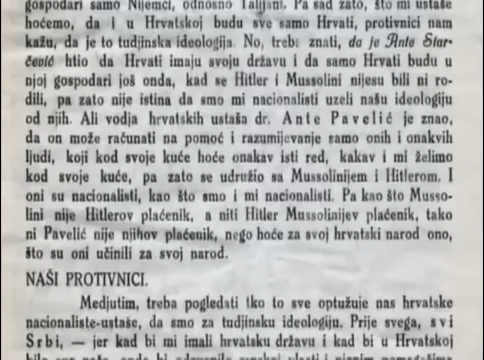 gospodari samo Nijemci, odnosno Talijani. Pa sad zato, što mi ustaše
hoćemo, da i u Hrvatskoj budu sve samo Hrvati, protivnici nam
kažu, da je to tudjinska ideologija. No, treba znati, da je Ante Star-
čević htio da Hrvati imaju svoju državu i da samo Hrvati budu u
njoj gospodari još onda, kad se Hitler i Mussolini nijesu bili ni ro-
dili, pa zato nije istina da smo mi nacionalisti uzeli našu ideologiju
od njih. Ali vodja hrvatskih ustaša dr. Ante Pavelić je znao,
da on može računati na pomoć i razumijevanje samo onih i onakvih
ljudi, koji kod svoje kuće hoće onakav isti red, kakav i mi želimo
kod svoje kuće, pa zato se udružio sa Mussolinijem i Hitlerom. I
oni su nacionalisti, kao što smo i mi nacionalisti. Pa kao što Musso-
lini nije Hitlerov plaćenik, a niti Hitler Mussolinijev plaćenik, tako
ni Pavelić nije njihov plaćenik, nego hoće za svoj hrvatski narod ono,
što su oni učinili za svoj narod.
NAŠI PROTIVNICI.
Medjutim, treba pogledati tko to sve optužuje nas hrvatske
nacionaliste-ustaše, da smo za tudjinsku ideologiju. Prije svega, svi
Srbi, — jer kad bi mi imali hrvatsku državu i kad bi u Hrvatskoj